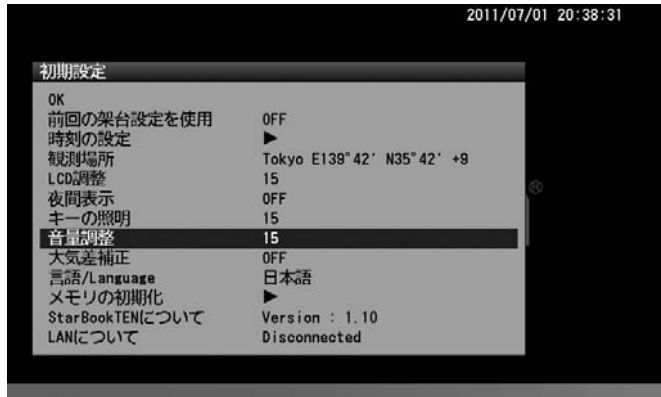 2011/07/01 20:38:31
初期設定
OK
前回の架台設定を使用 OFF
時刻の設定 ▶
観測場所 Tokyo E139°42′ N35°42′ +9
LCD調整 15
夜間表示 OFF
キーの照明 15
音量調整 15
大気差補正 OFF
言語/Language 日本語
メモリの初期化 ▶
StarBookTENについて Version : 1.10
LANについて Disconnected
®